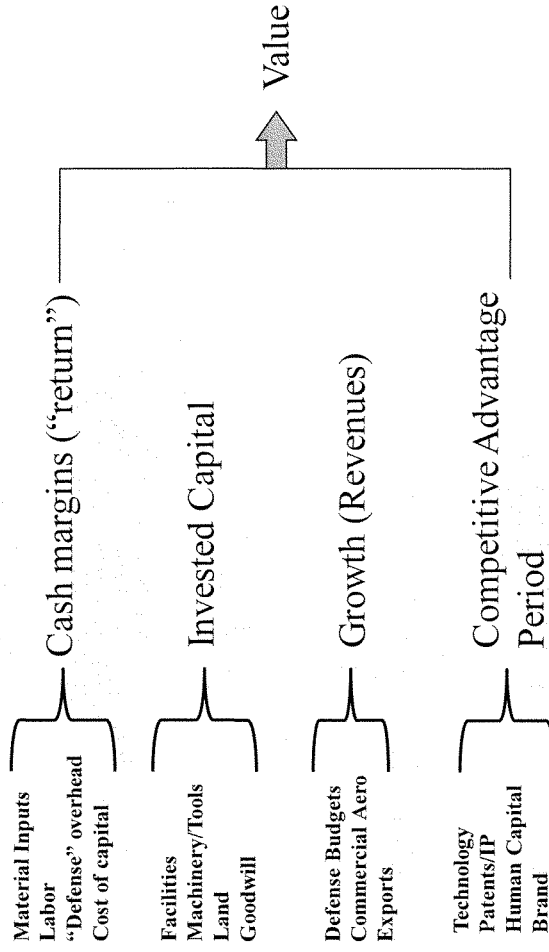 Material Inputs
Labor
“Defense” overhead
Cost of capital
Cash margins (“return”)
Facilities
Machinery/Tools
Land
Goodwill
Invested Capital
Defense Budgets
Commercial Aero
Exports
Growth (Revenues)
Technology
Patents/IP
Human Capital
Brand
Competitive Advantage
Period
Value